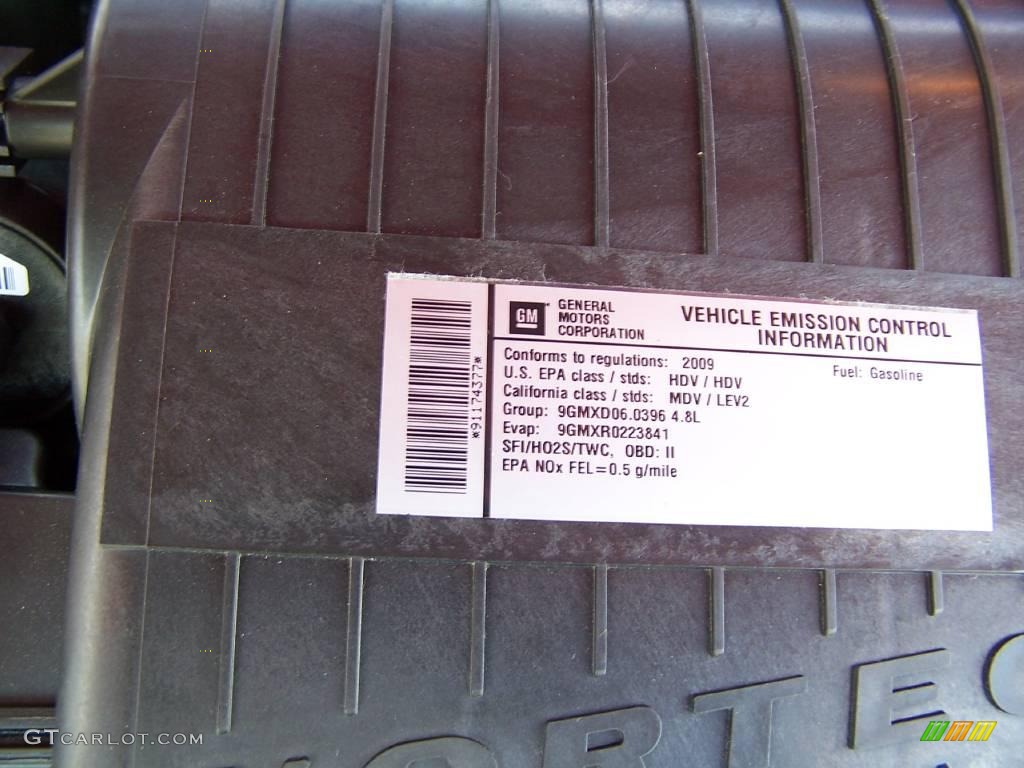 GM
GENERAL
MOTORS
CORPORATION
VEHICLE EMISSION CONTROL
INFORMATION
*91174377*
Conforms to regulations: 2009
Fuel: Gasoline
U.S. EPA class / stds: HDV / HDV
California class / stds: MDV / LEV2
Group: 9GMXD06.0396 4.8L
Evap: 9GMXR0223841
SFI/HO2S/TWC, OBD: II
EPA NOx FEL=0.5 g/mile
VORTEC
GTCARLOT.COM